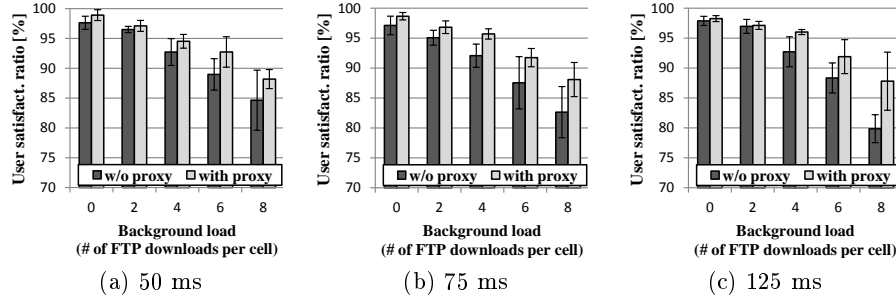 User satisfact. ratio [%]
100
95
90
85
80
75
70
w/o proxy with proxy
0 2 4 6 8
Background load
(# of FTP downloads per cell)
(a) 50 ms
User satisfact. ratio [%]
100
95
90
85
80
75
70
w/o proxy with proxy
0 2 4 6 8
Background load
(# of FTP downloads per cell)
(b) 75 ms
User satisfact. ratio [%]
100
95
90
85
80
75
70
w/o proxy with proxy
0 2 4 6 8
Background load
(# of FTP downloads per cell)
(c) 125 ms